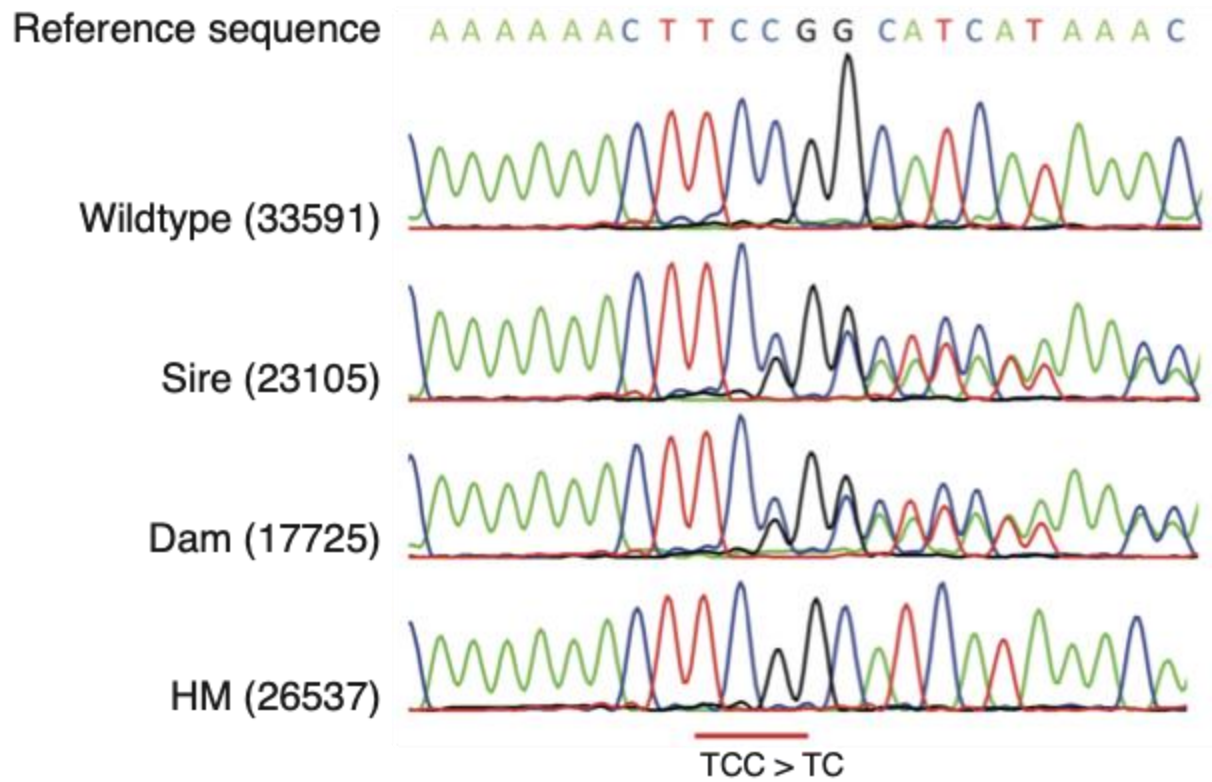 Reference sequence A A A A A A C T T C C G G C A T C A T A A A C
Wildtype (33591)
Sire (23105)
Dam (17725)
HM (26537)
TCC > TC